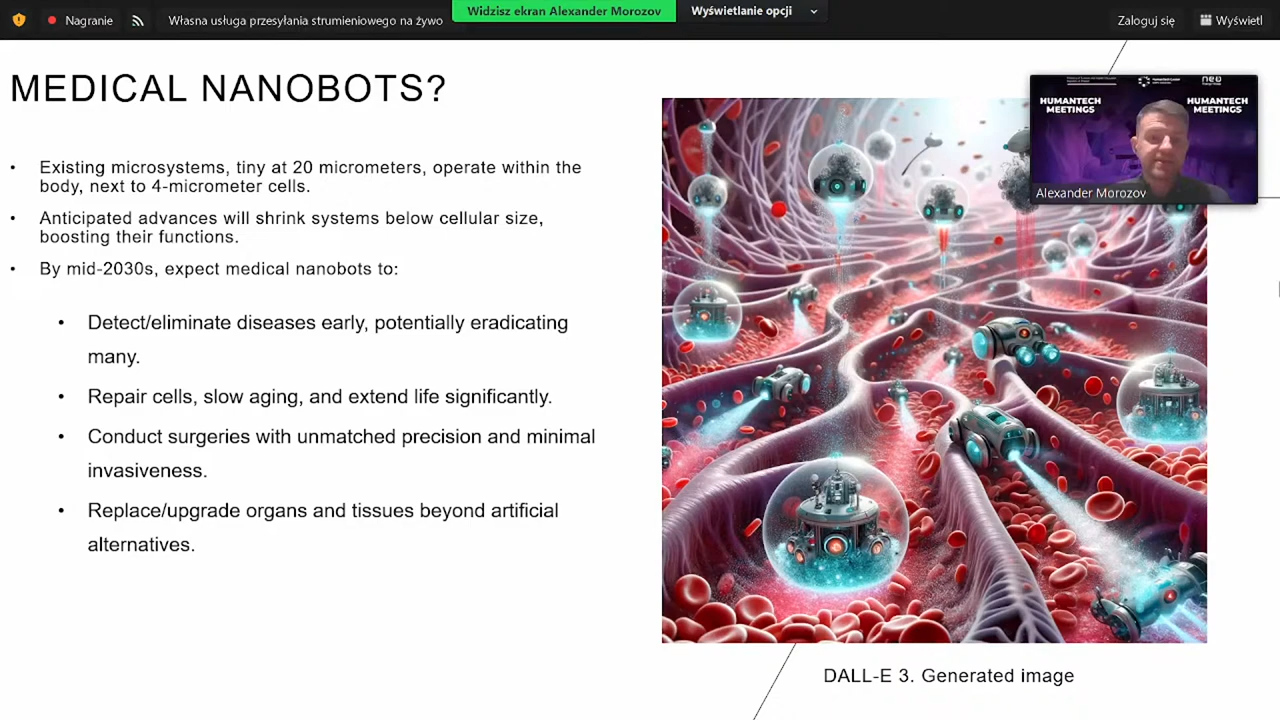 Nagranie
Własna usługa przesyłania strumieniowego na żywo
Widzisz ekran Alexander Morozov
Wyświetlanie opcji
Zaloguj się
Wyświetl
MEDICAL NANOBOTS?
• Existing microsystems, tiny at 20 micrometers, operate within the
body, next to 4-micrometer cells.
• Anticipated advances will shrink systems below cellular size,
boosting their functions.
• By mid-2030s, expect medical nanobots to:
• Detect/eliminate diseases early, potentially eradicating
many.
• Repair cells, slow aging, and extend life significantly.
• Conduct surgeries with unmatched precision and minimal
invasiveness.
• Replace/upgrade organs and tissues beyond artificial
alternatives.
HUMANTECH
MEETINGS
HUMANTECH
MEETINGS
Alexander Morozov
DALL-E 3. Generated image